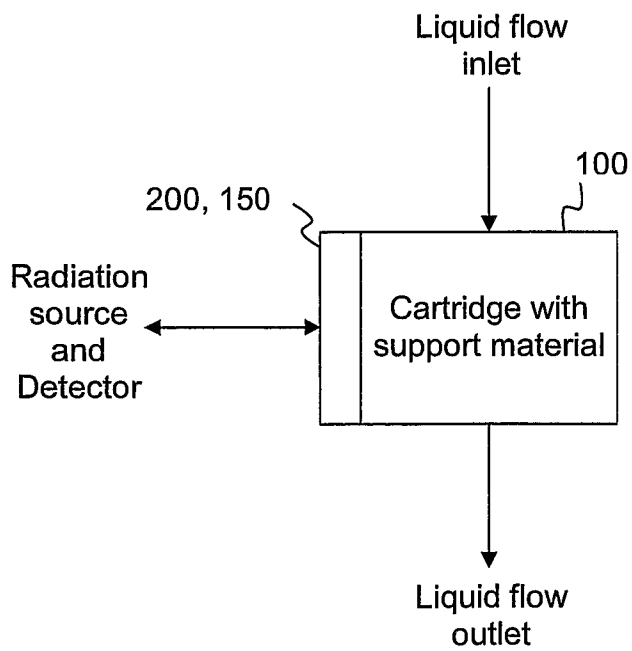 Liquid flow
inlet
100
200, 150
Radiation
source
and
Detector
Cartridge with
support material
Liquid flow
outlet